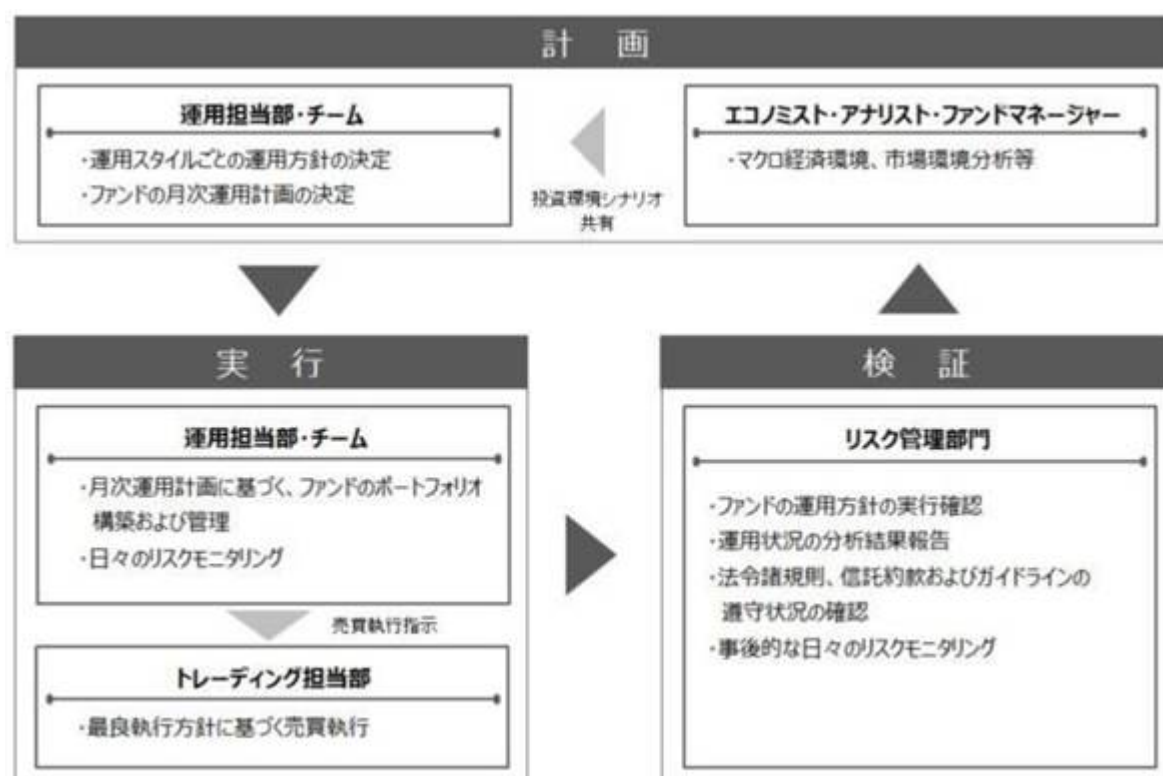 計 画
運用担当部・チーム
・運用スタイルごとの運用方針の決定
・ファンドの月次運用計画の決定
投資環境シナリオ
共有
エコノミスト・アナリスト・ファンドマネージャー
・マクロ経済環境、市場環境分析等
実 行
運用担当部・チーム
・月次運用計画に基づく、ファンドのポートフォリオ
構築および管理
・日々のリスクモニタリング
売買執行指示
トレーディング担当部
・最良執行方針に基づく売買執行
検 証
リスク管理部門
・ファンドの運用方針の実行確認
・運用状況の分析結果報告
・法令諸規則、信託約款およびガイドラインの
遵守状況の確認
・事後的な日々のリスクモニタリング